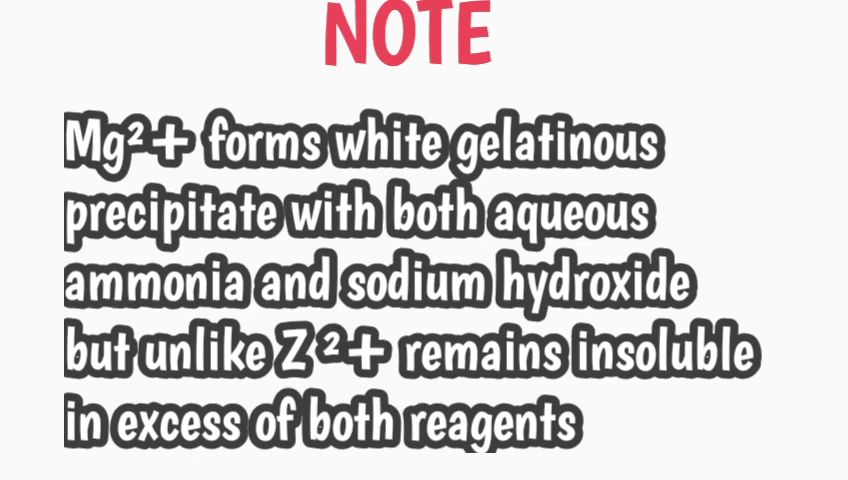 NOTE
Mg²+ forms white gelatinous
precipitate with both aqueous
ammonia and sodium hydroxide
but unlike Z ²+ remains insoluble
in excess of both reagents